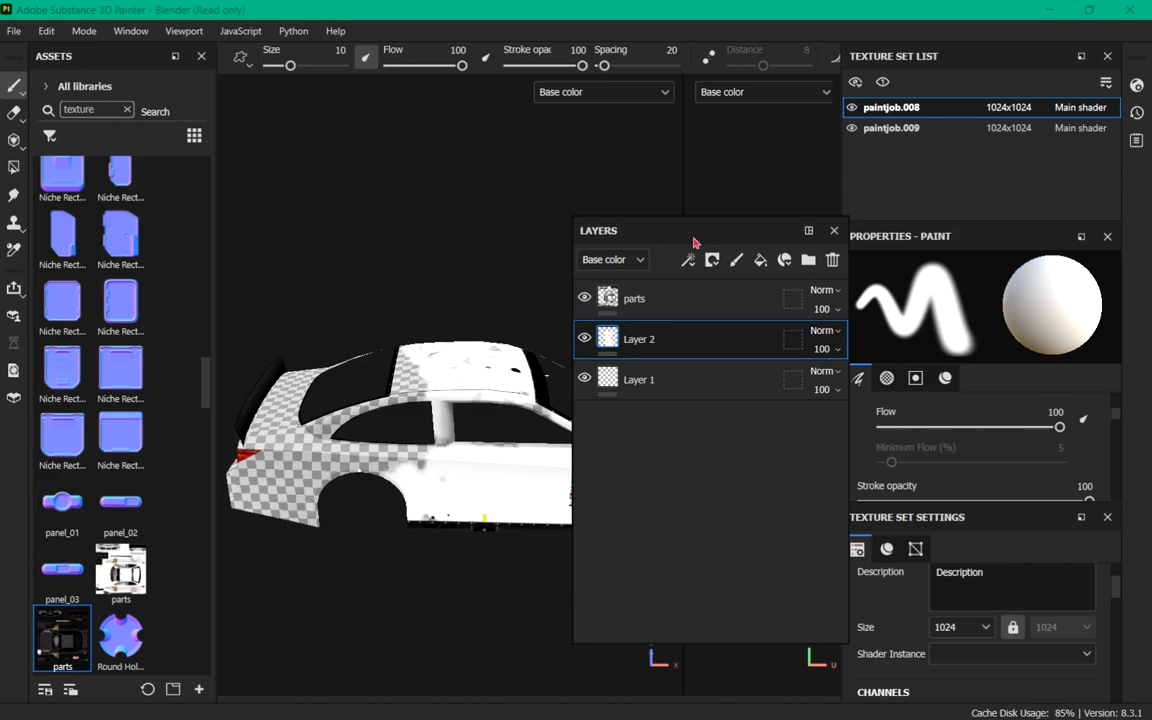 Pt Adobe Substance 3D Painter - Blender (Read only)
File Edit Mode Window Viewport JavaScript Python Help
ASSETS
All libraries
texture Search
Niche Rect... Niche Rect...
Niche Rect... Niche Rect...
Niche Rect... Niche Rect...
Niche Rect... Niche Rect...
Niche Rect... Niche Rect...
panel_01 panel_02
panel_03 parts
parts Round Hol...
Size 10 Flow 100 Stroke opac 100 Spacing 20 Distance 8
Base color Base color
LAYERS
Base color
parts Norm 100
Layer 2 Norm 100
Layer 1 Norm 100
X U
TEXTURE SET LIST
paintjob.008 1024x1024 Main shader
paintjob.009 1024x1024 Main shader
PROPERTIES - PAINT
Flow 100
Minimum Flow (%) 5
Stroke opacity 100
TEXTURE SET SETTINGS
Description Description
Size 1024 1024
Shader Instance
CHANNELS
Cache Disk Usage: 85% | Version: 8.3.1